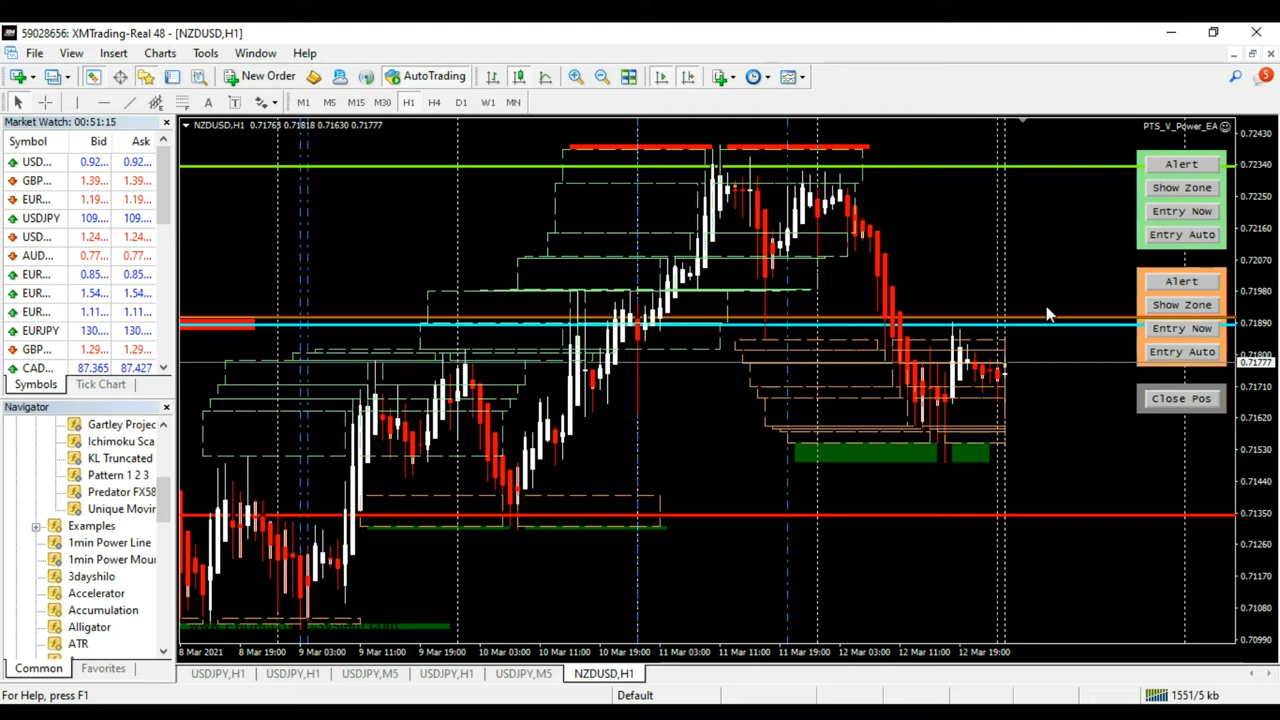 59028656: XMTrading-Real 48 - [NZDUSD,H1]
File View Insert Charts Tools Window Help
New Order AutoTrading 5
A T M1 M5 M15 M30 H1 H4 D1 W1 MN
Market Watch: 00:51:15
Symbol Bid Ask
USD... 0.92... 0.92...
GBP... 1.39... 1.39...
EUR... 1.19... 1.19...
USDJPY 109.... 109....
USD... 1.24... 1.24...
AUD... 0.77... 0.77...
EUR... 0.85... 0.85...
EUR... 1.54... 1.54...
EUR... 1.11... 1.11...
EURJPY 130.... 130....
GBP... 1.29... 1.29...
CAD... 87.365 87.427
Symbols Tick Chart
Navigator
Gartley Projec
Ichimoku Sca
KL Truncated
Pattern 1 2 3
Predator FX58
Unique Movin
Examples
1min Power Line
1min Power Mou
3dayshilo
Accelerator
Accumulation
Alligator
ATR
Common Favorites
NZDUSD,H1 0.71763 0.71818 0.71630 0.71777
PTS_V_Power_EA
Alert
Show Zone
Entry Now
Entry Auto
Alert
Show Zone
Entry Now
Entry Auto
Close Pos
0.72430
0.72340
0.72250
0.72160
0.72070
0.71980
0.71890
0.71800
0.71777
0.71710
0.71620
0.71530
0.71440
0.71350
0.71260
0.71170
0.71080
0.70990
8 Mar 2021 8 Mar 19:00 9 Mar 03:00 9 Mar 11:00 9 Mar 19:00 10 Mar 03:00 10 Mar 11:00 10 Mar 19:00 11 Mar 03:00 11 Mar 11:00 11 Mar 19:00 12 Mar 03:00 12 Mar 11:00 12 Mar 19:00
USDJPY,H1 USDJPY,H1 USDJPY,M5 USDJPY,H1 USDJPY,M5 NZDUSD,H1
For Help, press F1 Default 1551/5 kb